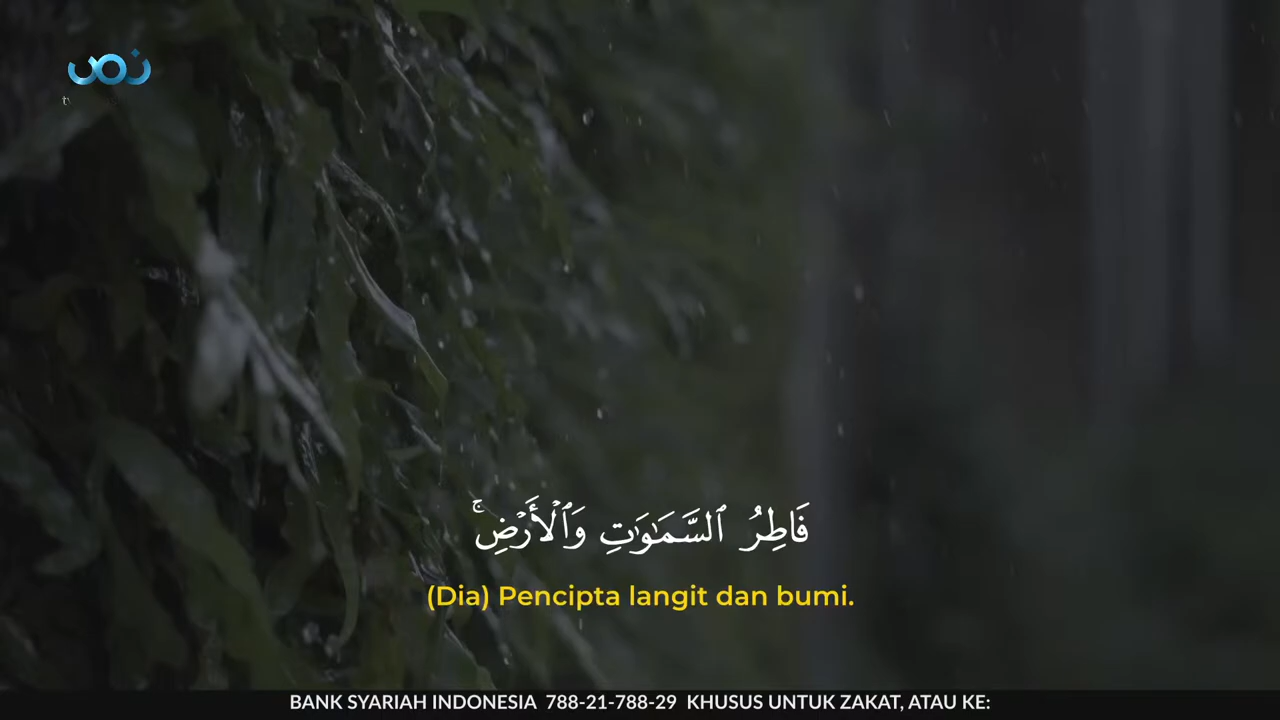 نص
فَاطِرُ ٱلسَّمَـٰوَٰتِ وَٱلْأَرْضِ ۚ
(Dia) Pencipta langit dan bumi.
BANK SYARIAH INDONESIA 788-21-788-29 KHUSUS UNTUK ZAKAT, ATAU KE: